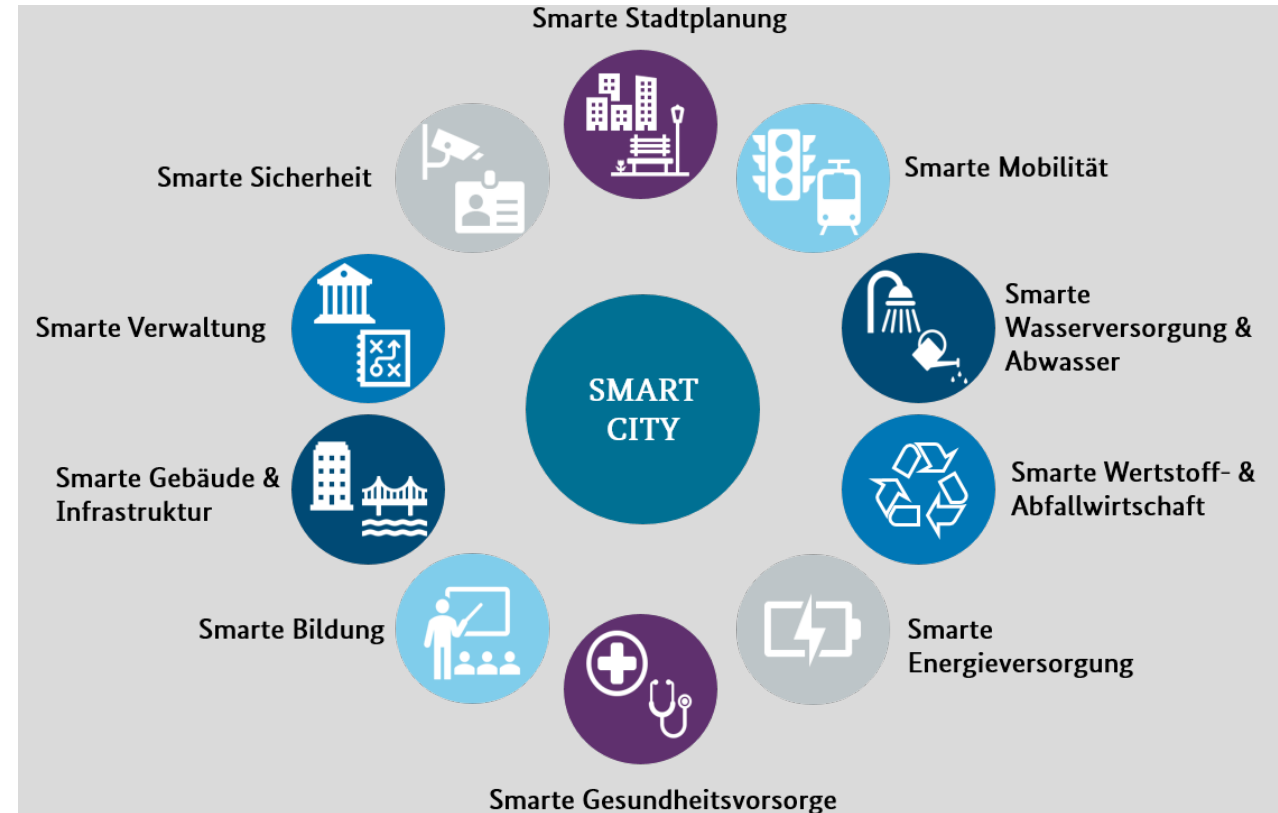 Smarte Stadtplanung
Smarte Mobilität
Smarte
Wasserversorgung &
Abwasser
Smarte Wertstoff- &
Abfallwirtschaft
Smarte
Energieversorgung
Smarte Gesundheitsvorsorge
Smarte Bildung
Smarte Gebäude &
Infrastruktur
Smarte Verwaltung
Smarte Sicherheit
SMART
CITY